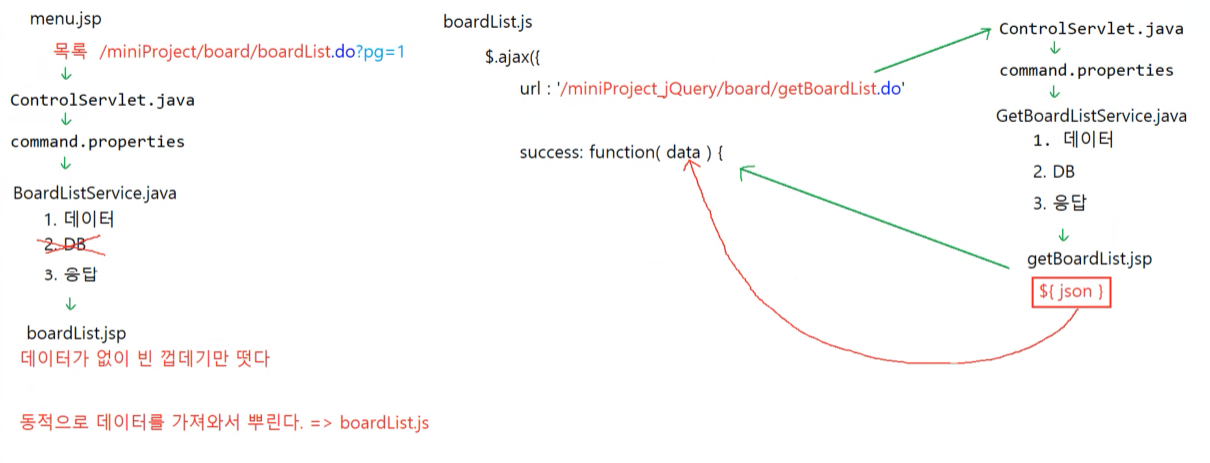 menu.jsp
목록 /miniProject/board/boardList.do?pg=1
ControlServlet.java
command.properties
BoardListService.java
1. 데이터
2. DB
3. 응답
boardList.jsp
데이터가 없이 빈 껍데기만 떳다
동적으로 데이터를 가져와서 뿌린다. => boardList.js
boardList.js
$.ajax({
url : '/miniProject_jQuery/board/getBoardList.do'
success: function( data ) {
ControlServlet.java
command.properties
GetBoardListService.java
1. 데이터
2. DB
3. 응답
getBoardList.jsp
${ json }